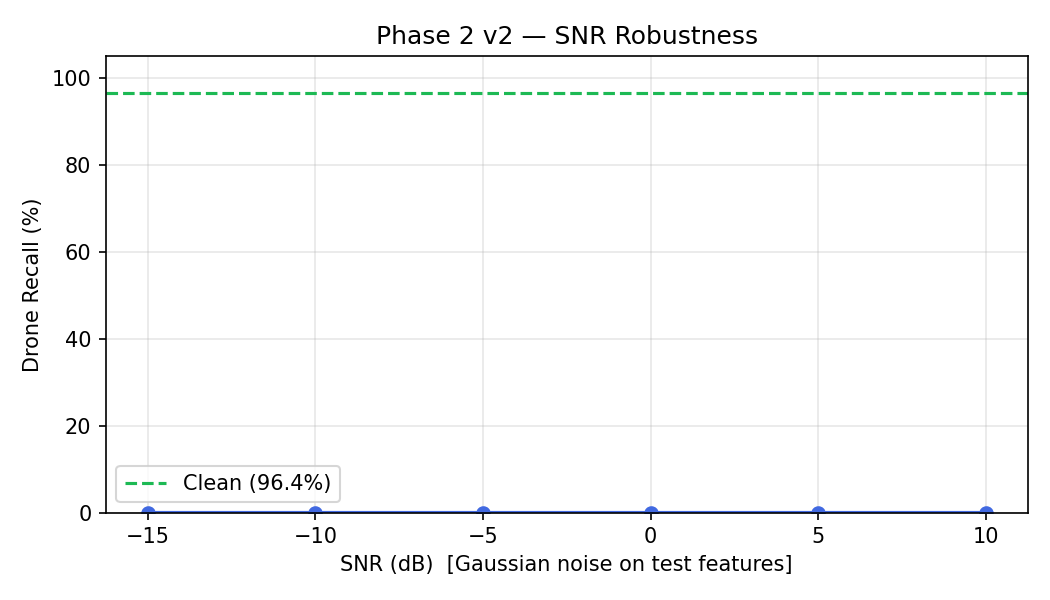 Phase 2 v2 — SNR Robustness
Drone Recall (%)
100
80
60
40
20
0
Clean (96.4%)
−15 −10 −5 0 5 10
SNR (dB)  [Gaussian noise on test features]